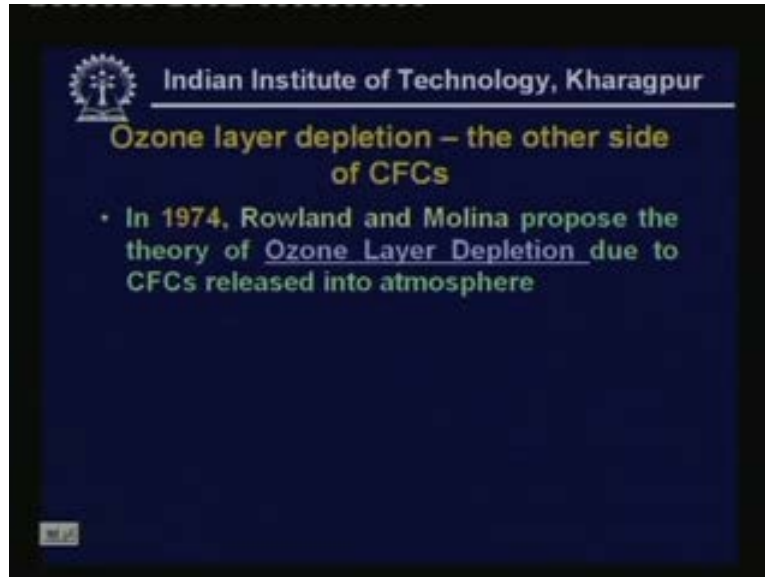 Indian Institute of Technology, Kharagpur
Ozone layer depletion – the other side
of CFCs
• In 1974, Rowland and Molina propose the
theory of Ozone Layer Depletion due to
CFCs released into atmosphere